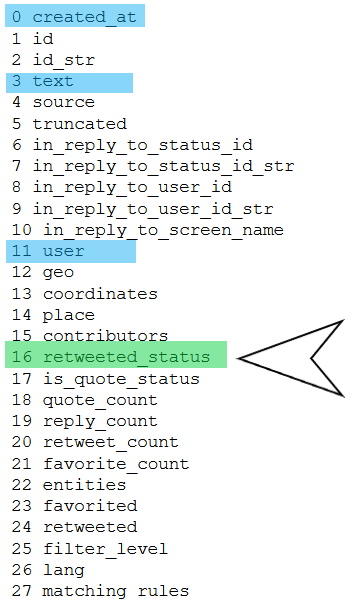 0 created_at
1 id
2 id_str
3 text
4 source
5 truncated
6 in_reply_to_status_id
7 in_reply_to_status_id_str
8 in_reply_to_user_id
9 in_reply_to_user_id_str
10 in_reply_to_screen_name
11 user
12 geo
13 coordinates
14 place
15 contributors
16 retweeted_status
17 is_quote_status
18 quote_count
19 reply_count
20 retweet_count
21 favorite_count
22 entities
23 favorited
24 retweeted
25 filter_level
26 lang
27 matching rules